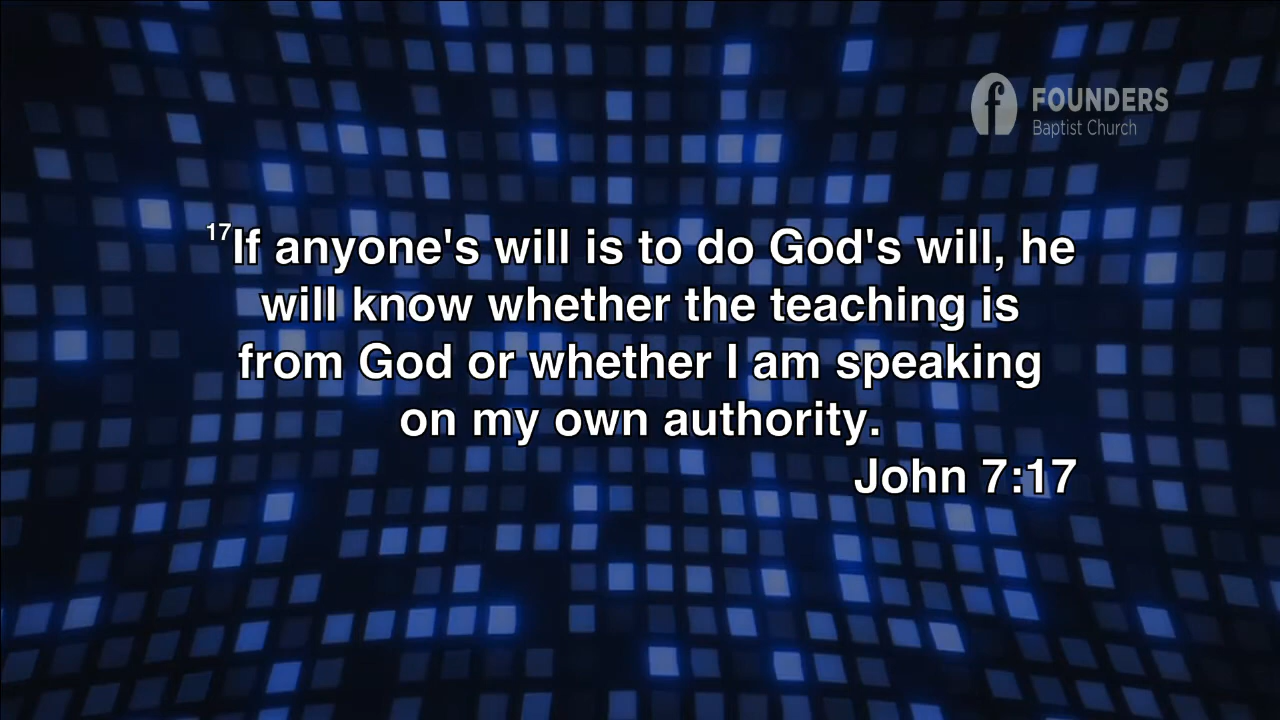 FOUNDERS
Baptist Church
17If anyone's will is to do God's will, he
will know whether the teaching is
from God or whether I am speaking
on my own authority.
John 7:17